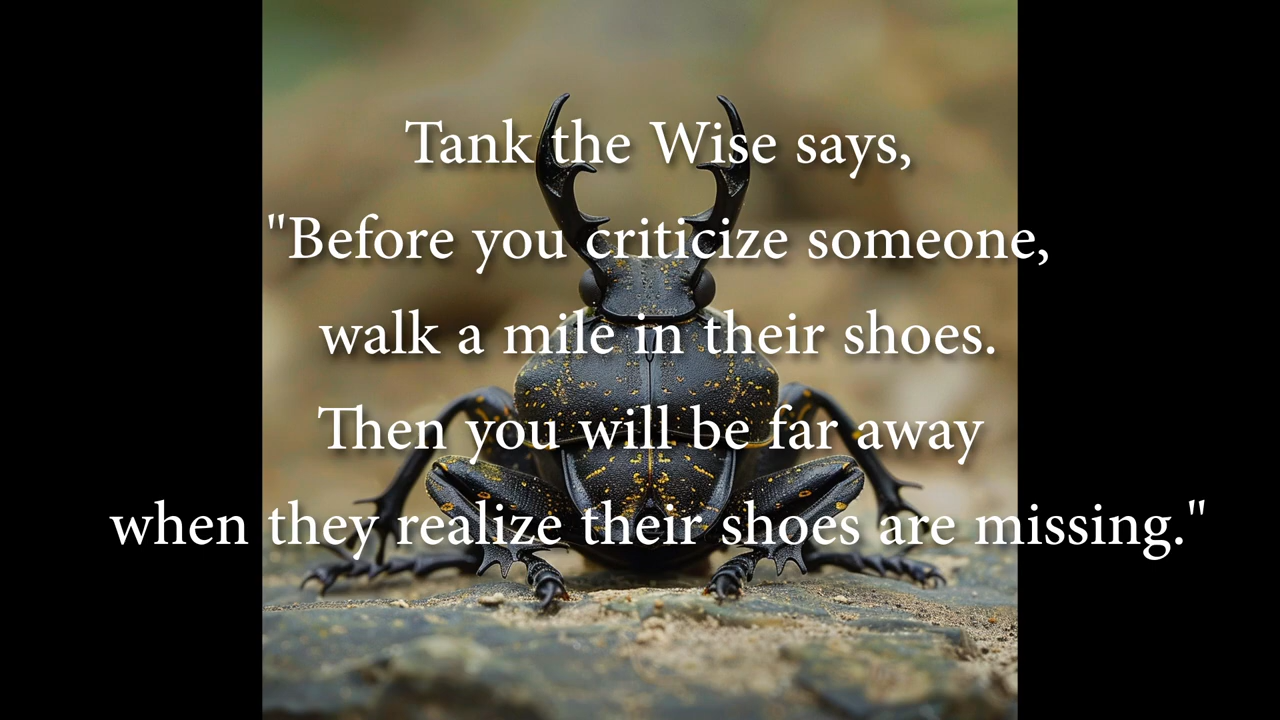 Tank the Wise says,
"Before you criticize someone,
walk a mile in their shoes.
Then you will be far away
when they realize their shoes are missing."